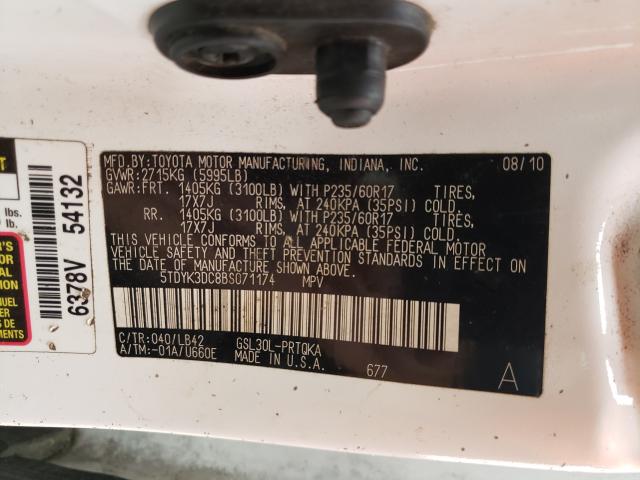 MFD.BY:TOYOTA MOTOR MANUFACTURING, INDIANA, INC. 08/10
GVWR:2715KG (5995LB)
GAWR:FRT. 1405KG (3100LB) WITH P235/60R17 TIRES,
17X7J RIMS, AT 240KPA (35PSI) COLD.
RR. 1405KG (3100LB) WITH P235/60R17 TIRES,
17X7J RIMS, AT 240KPA (35PSI) COLD.
THIS VEHICLE CONFORMS TO ALL APPLICABLE FEDERAL MOTOR
VEHICLE SAFETY AND THEFT PREVENTION STANDARDS IN EFFECT ON
THE DATE OF MANUFACTURE SHOWN ABOVE.
5TDYK3DC8BS071174 MPV
C/TR:040/LB42 GSL30L-PRTQKA
A/TM:-01A/U660E MADE IN U.S.A. 677
A
6378V 54132
lbs.
kg
MANUEL